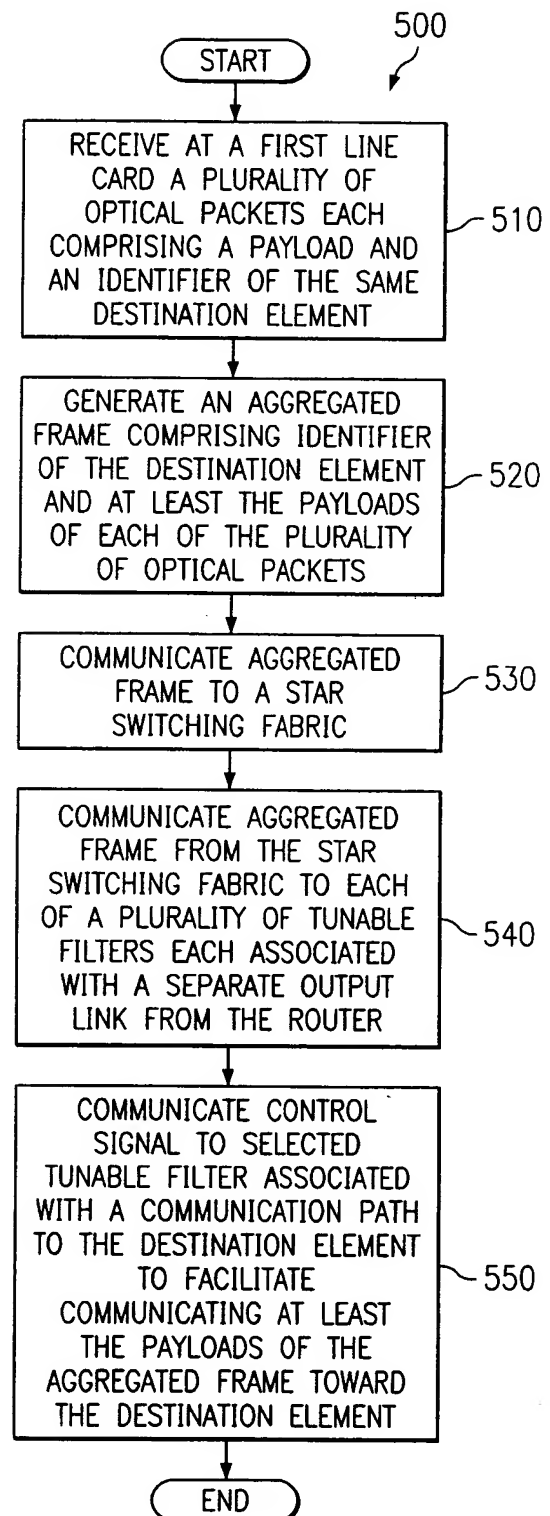 500
START
RECEIVE AT A FIRST LINE
CARD A PLURALITY OF
OPTICAL PACKETS EACH
COMPRISING A PAYLOAD AND
AN IDENTIFIER OF THE SAME
DESTINATION ELEMENT
510
GENERATE AN AGGREGATED
FRAME COMPRISING IDENTIFIER
OF THE DESTINATION ELEMENT
AND AT LEAST THE PAYLOADS
OF EACH OF THE PLURALITY
OF OPTICAL PACKETS
520
COMMUNICATE AGGREGATED
FRAME TO A STAR
SWITCHING FABRIC
530
COMMUNICATE AGGREGATED
FRAME FROM THE STAR
SWITCHING FABRIC TO EACH
OF A PLURALITY OF TUNABLE
FILTERS EACH ASSOCIATED
WITH A SEPARATE OUTPUT
LINK FROM THE ROUTER
540
COMMUNICATE CONTROL
SIGNAL TO SELECTED
TUNABLE FILTER ASSOCIATED
WITH A COMMUNICATION PATH
TO THE DESTINATION ELEMENT
TO FACILITATE
COMMUNICATING AT LEAST
THE PAYLOADS OF THE
AGGREGATED FRAME TOWARD
THE DESTINATION ELEMENT
550
END